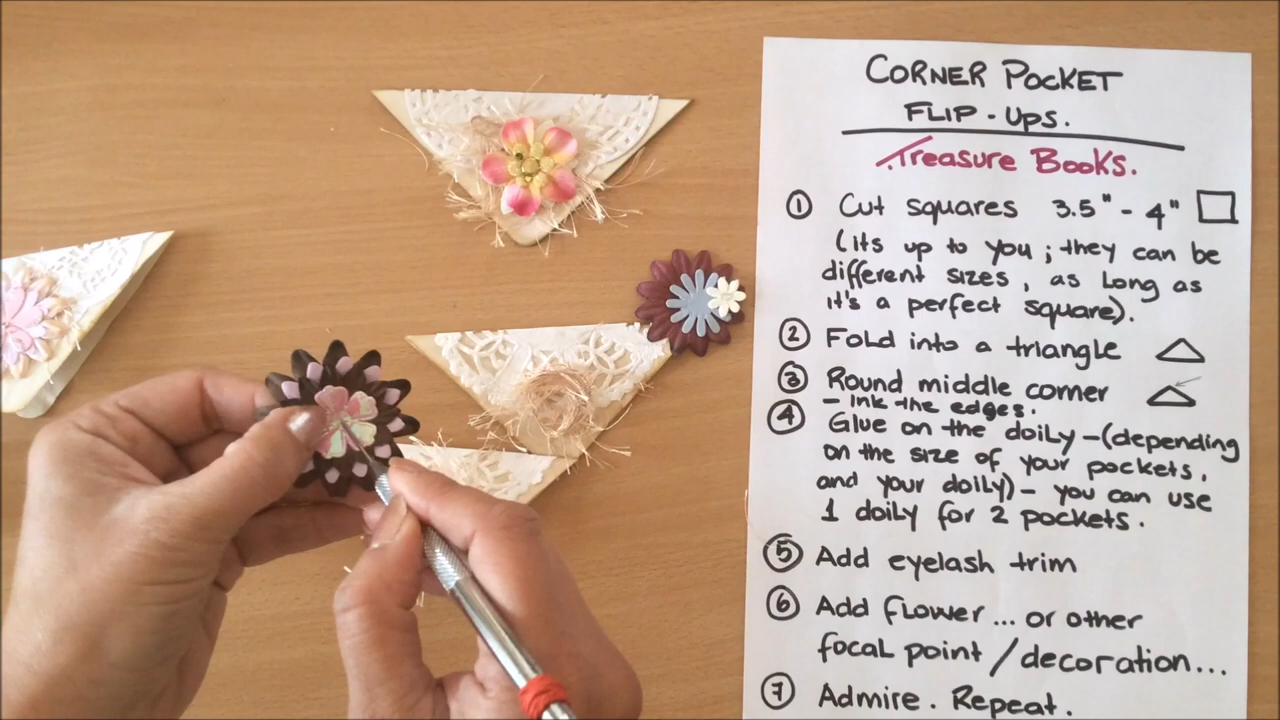 CORNER POCKET
FLIP-UPS.
Treasure Books.
① Cut squares 3.5" - 4"
(its up to you; they can be
different sizes, as long as
it's a perfect square).
② Fold into a triangle
③ Round middle corner
- Ink the edges.
④ Glue on the doily - (depending
on the size of your pockets,
and your doily) - you can use
1 doily for 2 pockets.
⑤ Add eyelash trim
⑥ Add flower ... or other
focal point / decoration...
⑦ Admire. Repeat.